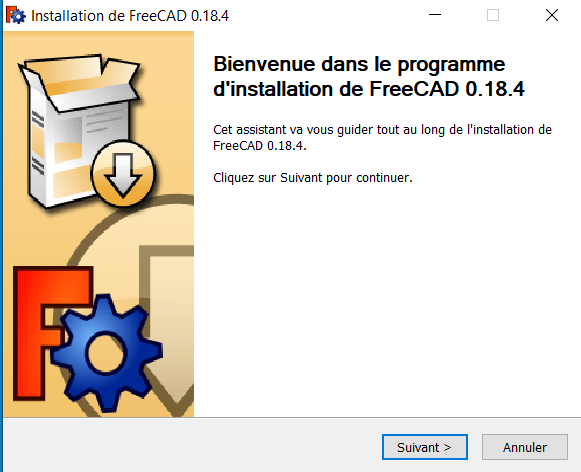 Installation de FreeCAD 0.18.4
Bienvenue dans le programme
d'installation de FreeCAD 0.18.4
Cet assistant va vous guider tout au long de l'installation de
FreeCAD 0.18.4.
Cliquez sur Suivant pour continuer.
Suivant >
Annuler